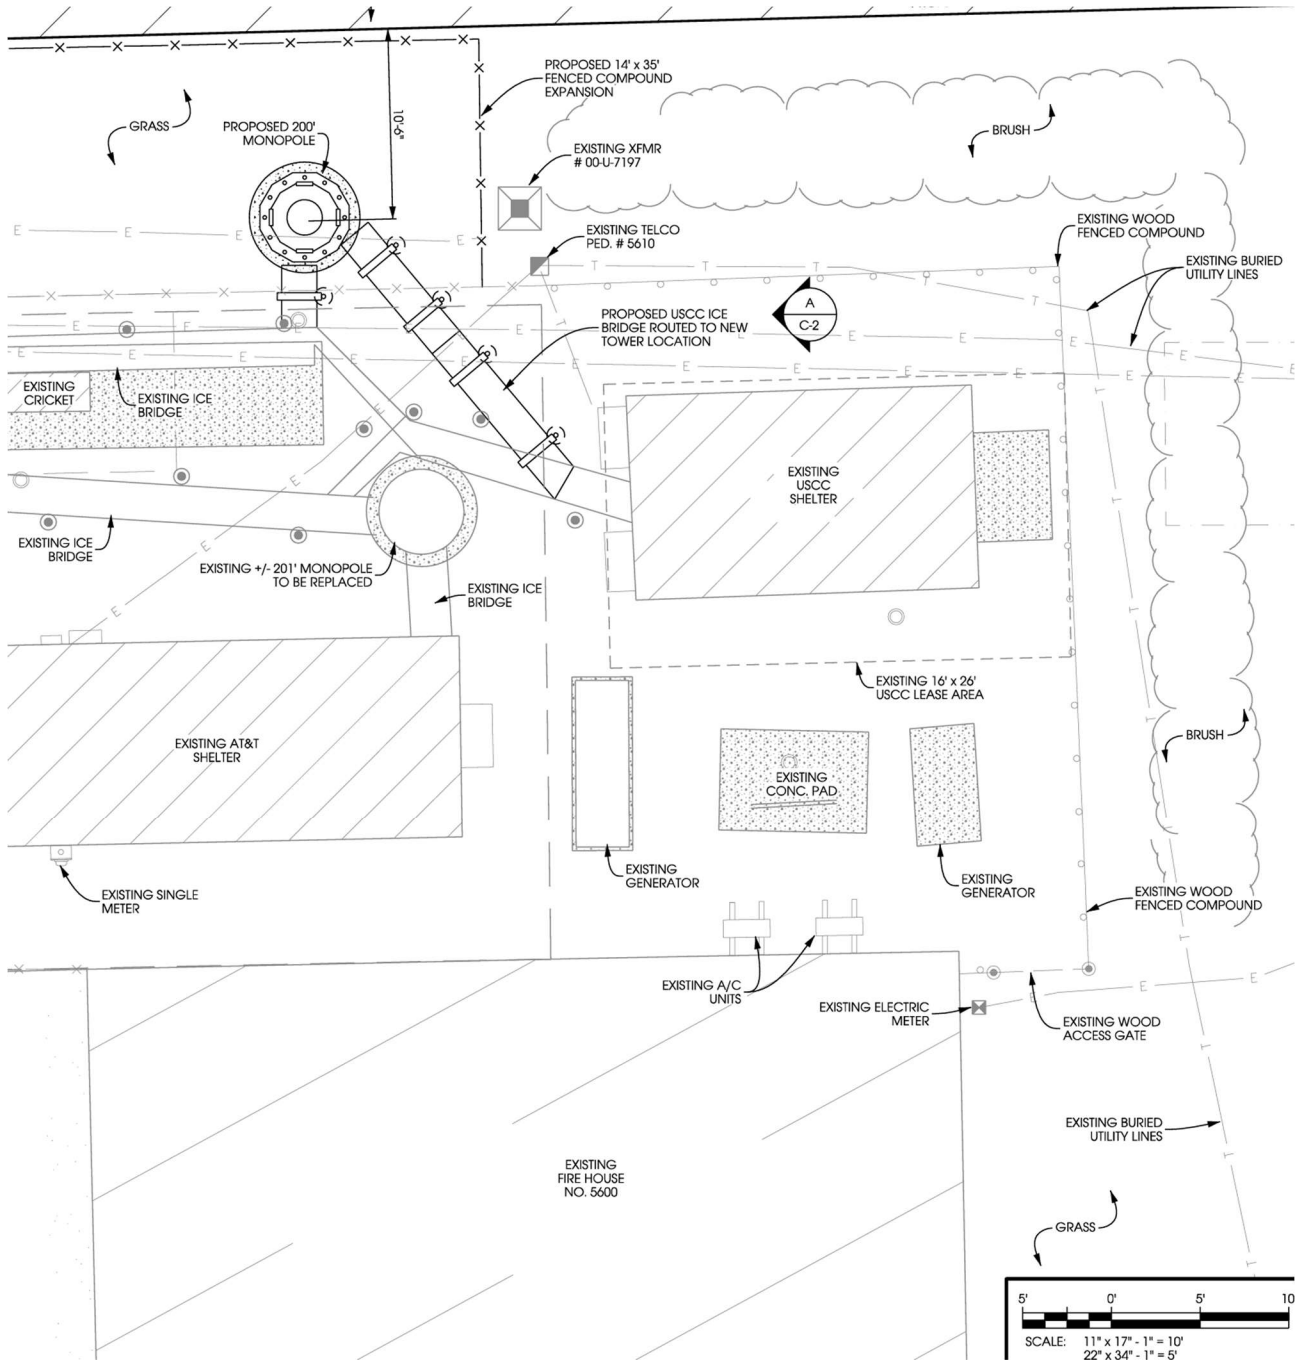 PROPOSED 14' x 35'
FENCED COMPOUND
EXPANSION
GRASS
PROPOSED 200'
MONOPOLE
10'-6"
BRUSH
EXISTING XFMR
# 00-U-7197
EXISTING TELCO
PED. # 5610
EXISTING WOOD
FENCED COMPOUND
EXISTING BURIED
UTILITY LINES
A
C-2
PROPOSED USCC ICE
BRIDGE ROUTED TO NEW
TOWER LOCATION
EXISTING
CRICKET
EXISTING ICE
BRIDGE
EXISTING
USCC
SHELTER
EXISTING ICE
BRIDGE
EXISTING +/- 201' MONOPOLE
TO BE REPLACED
EXISTING ICE
BRIDGE
EXISTING 16' x 26'
USCC LEASE AREA
EXISTING AT&T
SHELTER
BRUSH
EXISTING
CONC. PAD
EXISTING
GENERATOR
EXISTING
GENERATOR
EXISTING SINGLE
METER
EXISTING WOOD
FENCED COMPOUND
EXISTING A/C
UNITS
EXISTING ELECTRIC
METER
EXISTING WOOD
ACCESS GATE
EXISTING BURIED
UTILITY LINES
EXISTING
FIRE HOUSE
NO. 5600
GRASS
5' 0' 5' 10
SCALE: 11" x 17" - 1" = 10'
22" x 34" - 1" = 5'